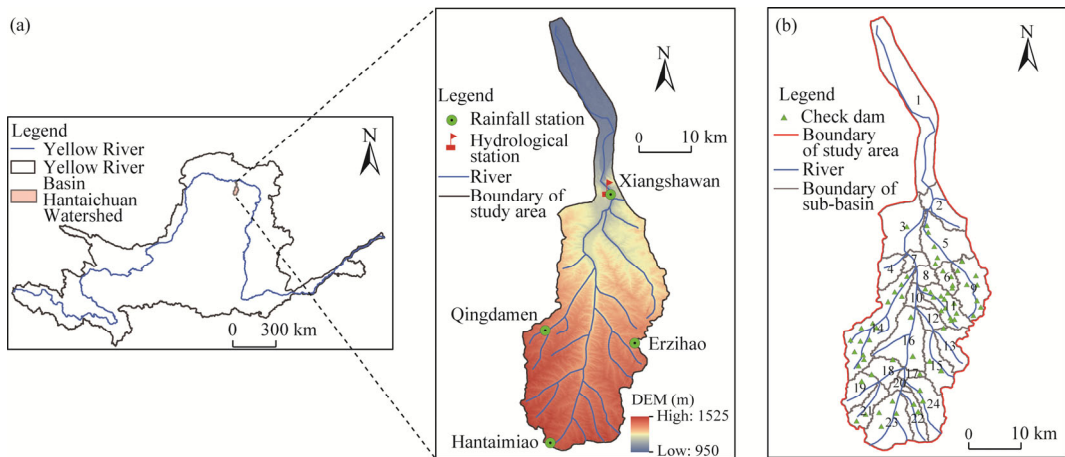 (a)
N
Legend
Yellow River
Yellow River
Basin
Hantaichuan
Watershed
0 300 km
N
Legend
Rainfall station
Hydrological
station
River
Boundary of
study area
0 10 km
Xiangshawan
Qingdamen
Erzihao
Hantaimiao
DEM (m)
High: 1525
Low: 950
(b)
N
Legend
Check dam
Boundary
of study area
River
Boundary of
sub-basin
1
2
3
5
7
4
8
6
9
10
11
12
14
16
13
15
18
17
19
20
21
24
22
23
0 10 km